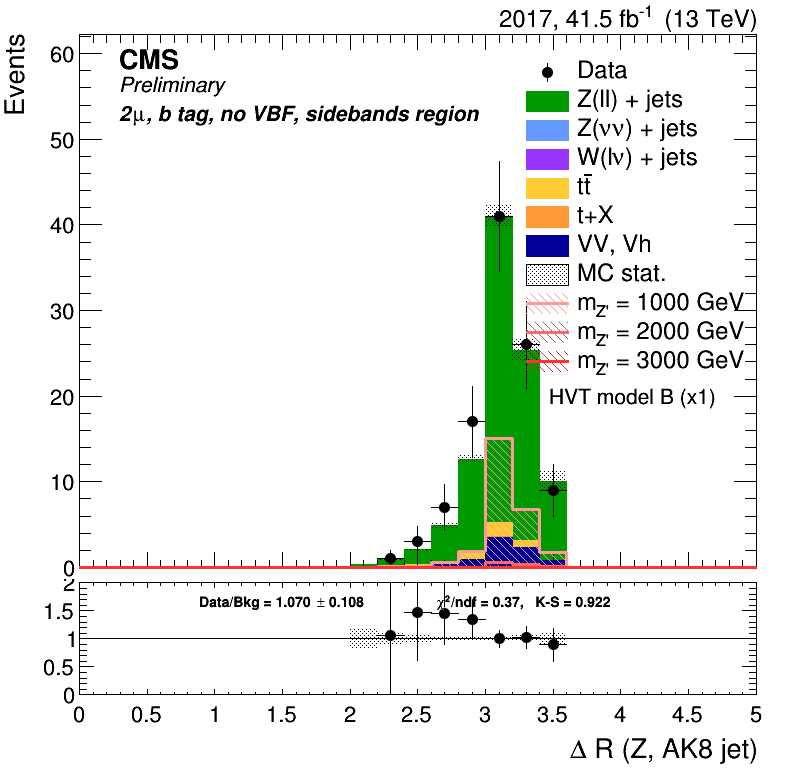 2017, 41.5 fb⁻¹ (13 TeV)
Events
CMS
Preliminary
2μ, b tag, no VBF, sidebands region
Data
Z(ll) + jets
Z(νν) + jets
W(lν) + jets
tt̄
t+X
VV, Vh
MC stat.
m_Z' = 1000 GeV
m_Z' = 2000 GeV
m_Z' = 3000 GeV
HVT model B (x1)
60
50
40
30
20
10
0
Data/Bkg = 1.070 ± 0.108 χ²/ndf = 0.37, K-S = 0.922
2
1.5
1
0.5
0
0 0.5 1 1.5 2 2.5 3 3.5 4 4.5 5
Δ R (Z, AK8 jet)